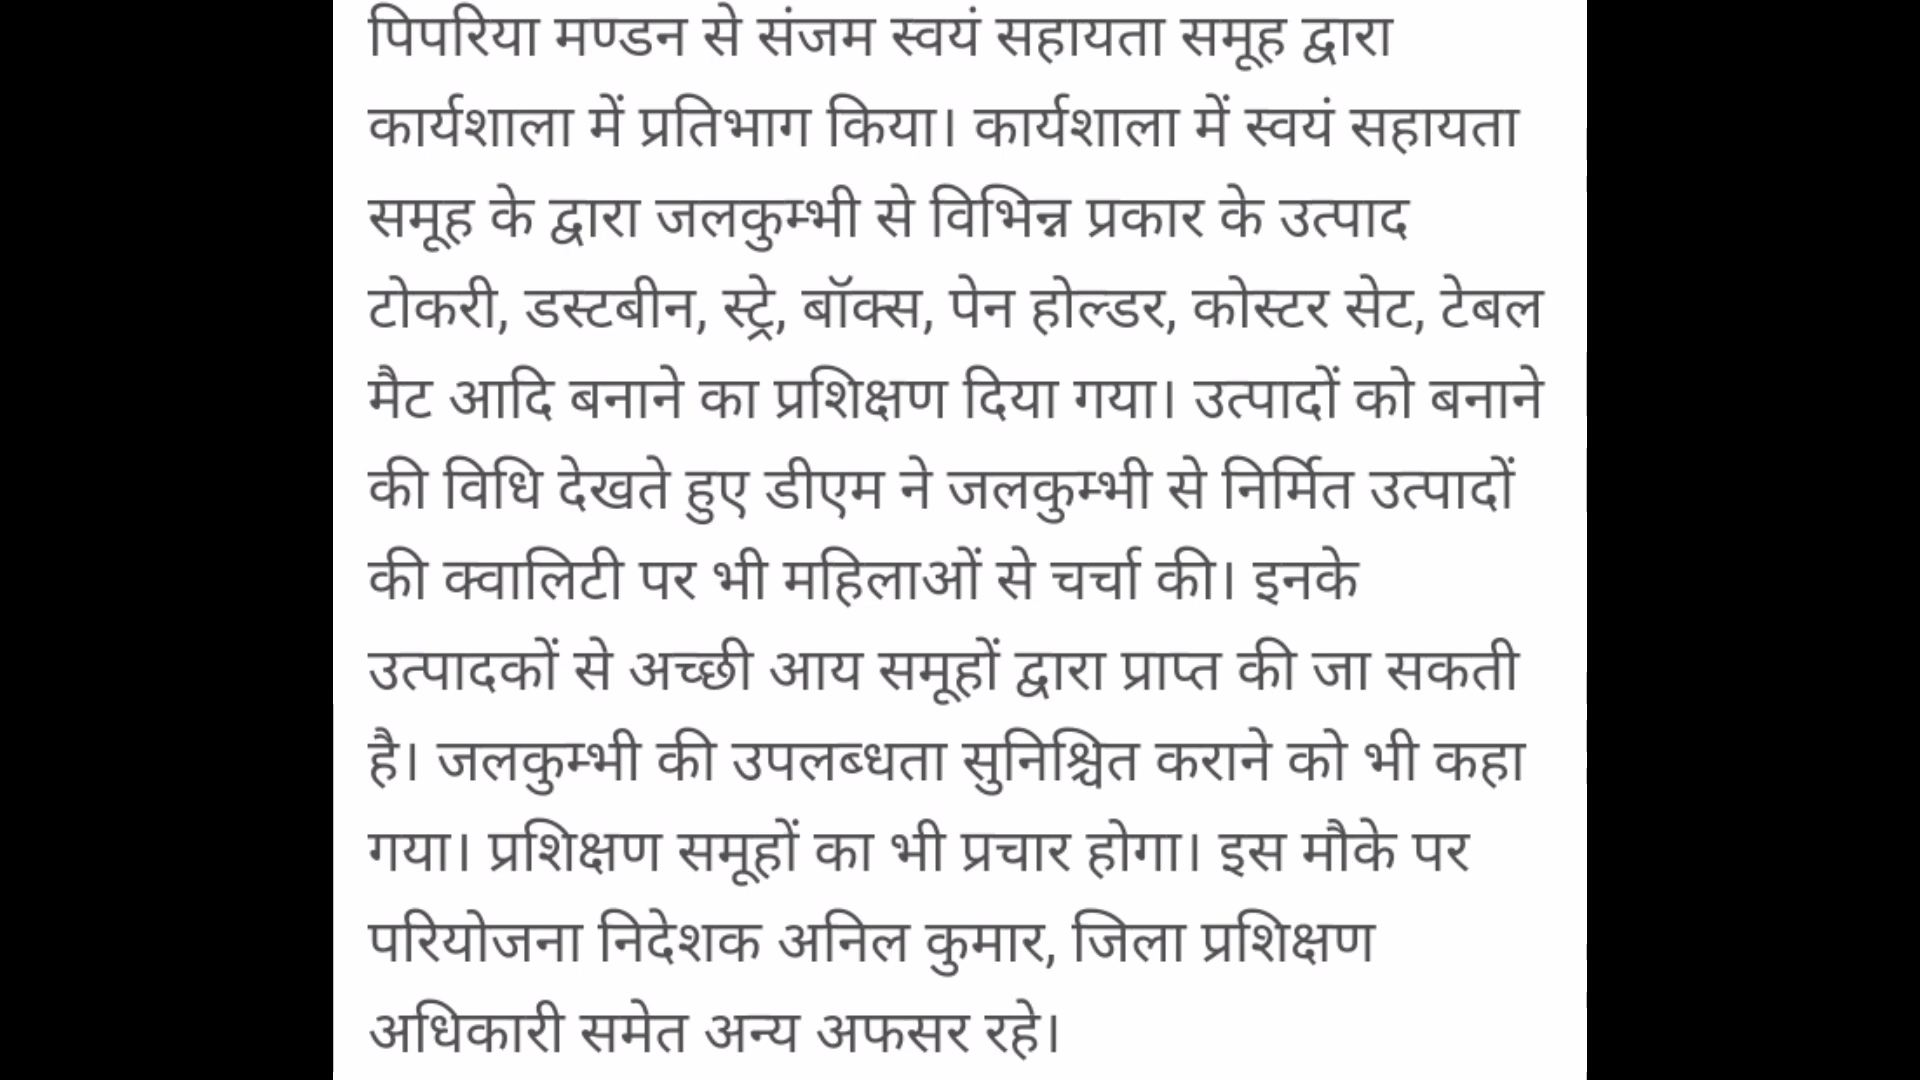 पिपरिया मण्डन से संजम स्वयं सहायता समूह द्वारा
कार्यशाला में प्रतिभाग किया। कार्यशाला में स्वयं सहायता
समूह के द्वारा जलकुम्भी से विभिन्न प्रकार के उत्पाद
टोकरी, डस्टबीन, स्ट्रे, बॉक्स, पेन होल्डर, कोस्टर सेट, टेबल
मैट आदि बनाने का प्रशिक्षण दिया गया। उत्पादों को बनाने
की विधि देखते हुए डीएम ने जलकुम्भी से निर्मित उत्पादों
की क्वालिटी पर भी महिलाओं से चर्चा की। इनके
उत्पादकों से अच्छी आय समूहों द्वारा प्राप्त की जा सकती
है। जलकुम्भी की उपलब्धता सुनिश्चित कराने को भी कहा
गया। प्रशिक्षण समूहों का भी प्रचार होगा। इस मौके पर
परियोजना निदेशक अनिल कुमार, जिला प्रशिक्षण
अधिकारी समेत अन्य अफसर रहे।